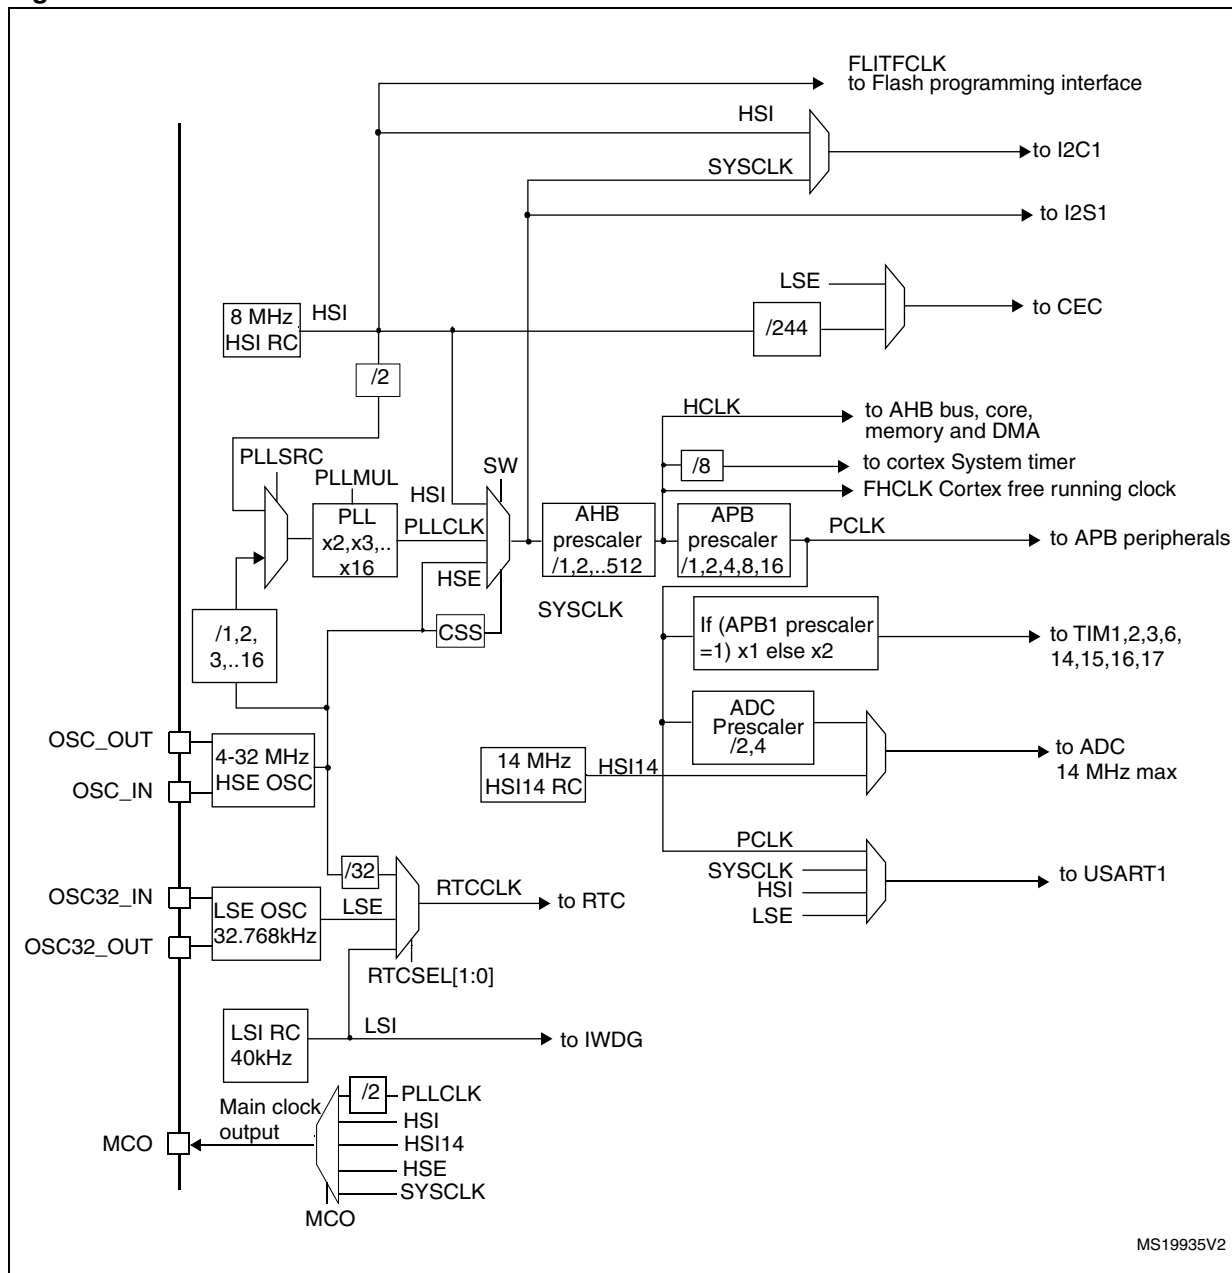 FLITFCLK
to Flash programming interface
HSI
to I2C1
SYSCLK
to I2S1
LSE
to CEC
8 MHz
HSI RC
HSI
/244
/2
HCLK
to AHB bus, core,
memory and DMA
PLLSRC
SW
/8
to cortex System timer
PLLMUL
HSI
FHCLK Cortex free running clock
PLL
x2,x3,..
x16
PLLCLK
AHB
prescaler
/1,2,..512
APB
prescaler
/1,2,4,8,16
PCLK
to APB peripherals
HSE
SYSCLK
CSS
/1,2,
3,..16
If (APB1 prescaler
=1) x1 else x2
to TIM1,2,3,6,
14,15,16,17
ADC
Prescaler
/2,4
OSC_OUT
OSC_IN
4-32 MHz
HSE OSC
14 MHz
HSI14 RC
HSI14
to ADC
14 MHz max
PCLK
SYSCLK
HSI
LSE
to USART1
/32
OSC32_IN
OSC32_OUT
LSE OSC
32.768kHz
LSE
RTCCLK
to RTC
RTCSEL[1:0]
LSI RC
40kHz
LSI
to IWDG
/2
PLLCLK
Main clock
output
HSI
MCO
HSI14
HSE
SYSCLK
MCO
MS19935V2